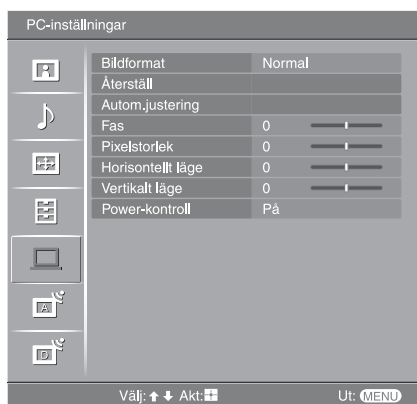 PC-inställningar
Bildformat Normal
Återställ
Autom.justering
Fas 0
Pixelstorlek 0
Horisontellt läge 0
Vertikalt läge 0
Power-kontroll På
A
D
Välj: Akt: Ut: MENU